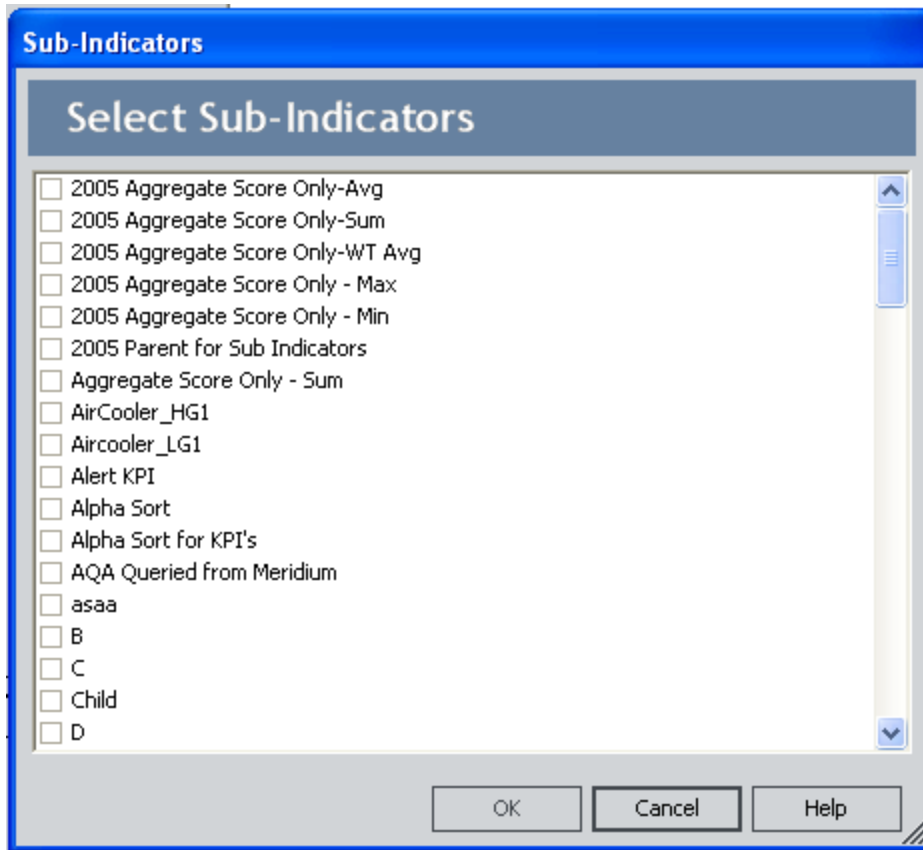 Sub-Indicators
Select Sub-Indicators
2005 Aggregate Score Only-Avg
2005 Aggregate Score Only-Sum
2005 Aggregate Score Only-WT Avg
2005 Aggregate Score Only - Max
2005 Aggregate Score Only - Min
2005 Parent for Sub Indicators
Aggregate Score Only - Sum
AirCooler_HG1
Aircooler_LG1
Alert KPI
Alpha Sort
Alpha Sort for KPI's
AQA Queried from Meridium
asaa
B
C
Child
D
OK Cancel Help